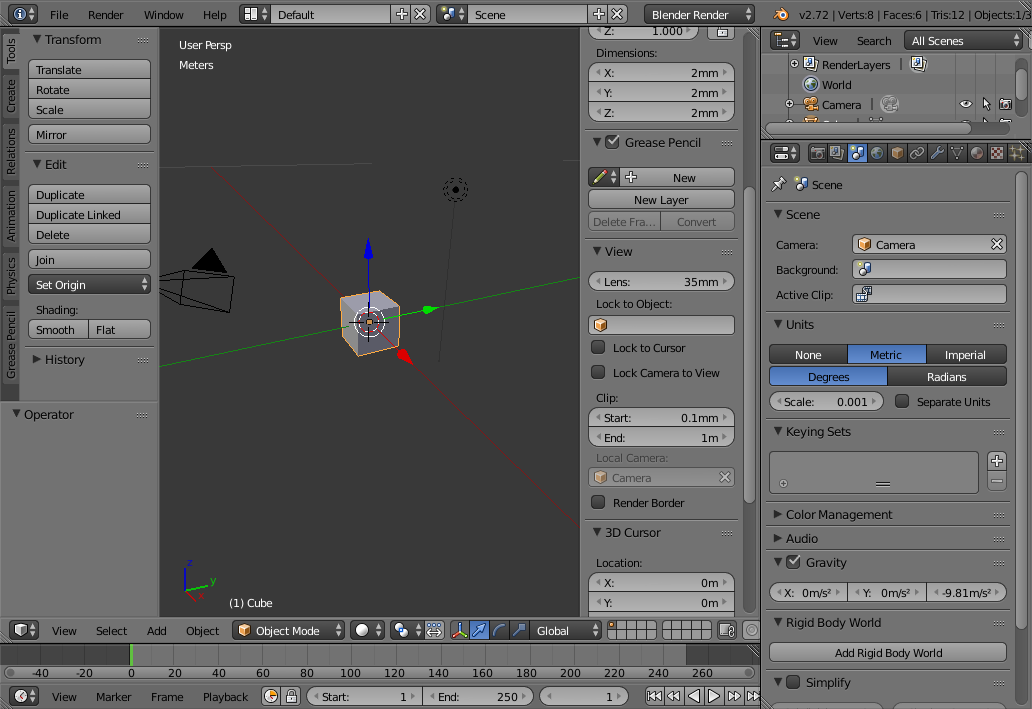 File Render Window Help Default Scene Blender Render v2.72 | Verts:8 | Faces:6 | Tris:12 | Objects:1/3
Tools
Create
Relations
Animation
Physics
Grease Pencil
Transform
Translate
Rotate
Scale
Mirror
Edit
Duplicate
Duplicate Linked
Delete
Join
Set Origin
Shading:
Smooth Flat
History
Operator
User Persp
Meters
z
y
x
(1) Cube
Z: 1.000
Dimensions:
X: 2mm
Y: 2mm
Z: 2mm
Grease Pencil
New
New Layer
Delete Fra... Convert
View
Lens: 35mm
Lock to Object:
Lock to Cursor
Lock Camera to View
Clip:
Start: 0.1mm
End: 1m
Local Camera:
Camera
Render Border
3D Cursor
Location:
X: 0m
Y: 0m
View Search All Scenes
RenderLayers
World
Camera
Scene
Scene
Camera: Camera
Background:
Active Clip:
Units
None Metric Imperial
Degrees Radians
Scale: 0.001 Separate Units
Keying Sets
Color Management
Audio
Gravity
X: 0m/s² Y: 0m/s² -9.81m/s²
Rigid Body World
Add Rigid Body World
Simplify
View Select Add Object Object Mode Global
-40 -20 0 20 40 60 80 100 120 140 160 180 200 220 240 260
View Marker Frame Playback Start: 1 End: 250 1